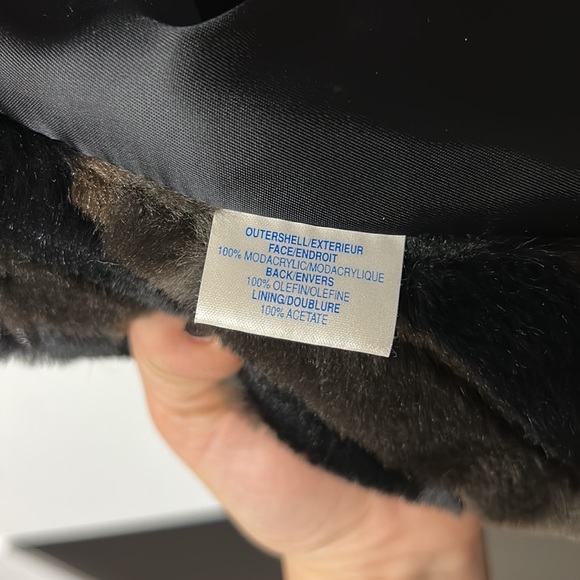 OUTERSHELL/EXTERIEUR
FACE/ENDROIT
100% MODACRYLIC/MODACRYLIQUE
BACK/ENVERS
100% OLEFIN/OLEFINE
LINING/DOUBLURE
100% ACETATE